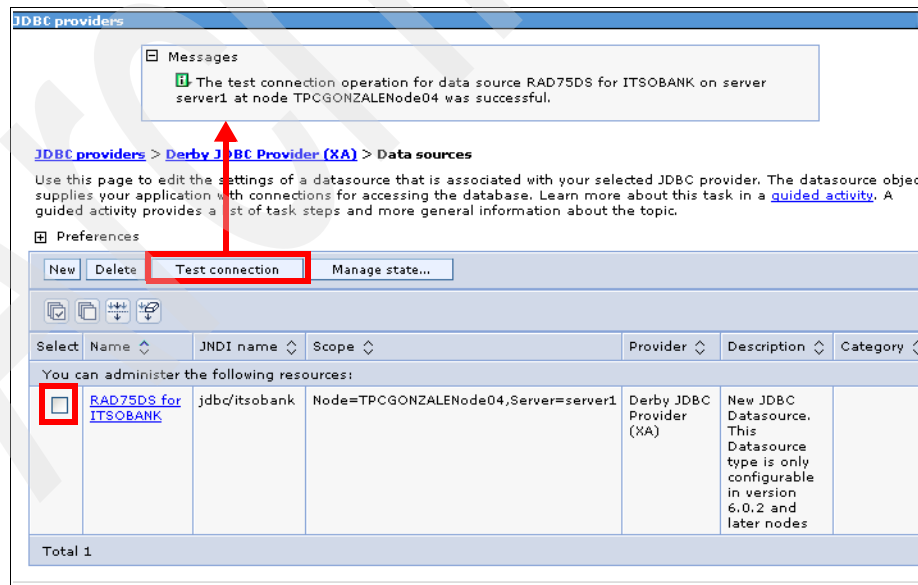 JDBC providers
Messages
The test connection operation for data source RAD75DS for ITSOBANK on server
server1 at node TPCGONZALENode04 was successful.
JDBC providers > Derby JDBC Provider (XA) > Data sources
Use this page to edit the settings of a datasource that is associated with your selected JDBC provider. The datasource objec
supplies your application with connections for accessing the database. Learn more about this task in a guided activity. A
guided activity provides a list of task steps and more general information about the topic.
Preferences
New Delete Test connection Manage state...
Select Name JNDI name Scope Provider Description Category
You can administer the following resources:
RAD75DS for jdbc/itsobank Node=TPCGONZALENode04,Server=server1 Derby JDBC New JDBC
ITSOBANK Provider Datasource.
(XA) This
Datasource
type is only
configurable
in version
6.0.2 and
later nodes
Total 1